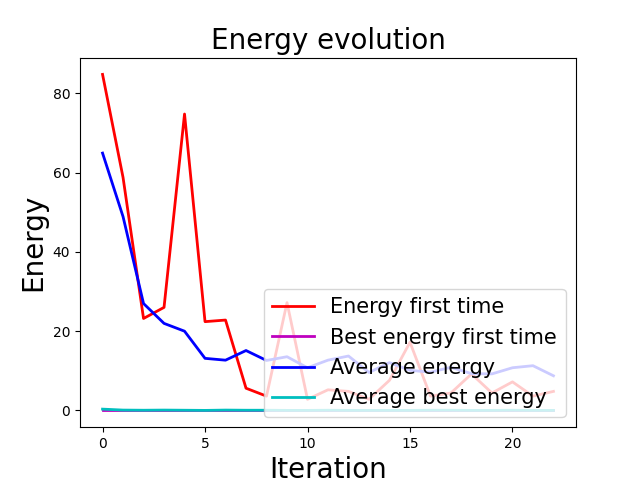 Energy evolution
80
60
40
20
0
Energy
Energy first time
Best energy first time
Average energy
Average best energy
0 5 10 15 20
Iteration